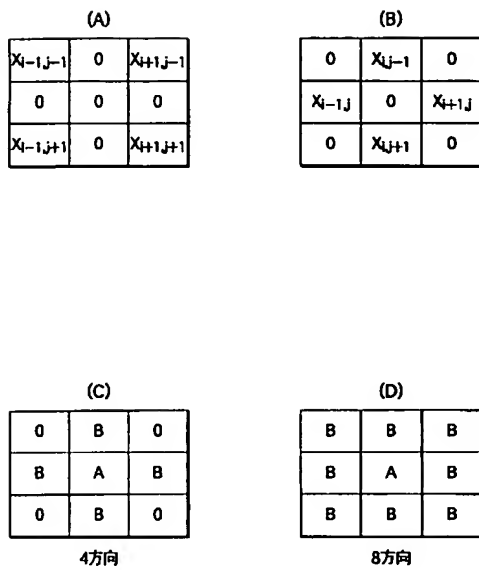 (A) (B)
Xi−1,j−1 0 Xi+1,j−1 0 Xi,j−1 0
0 0 0 Xi−1,j 0 Xi+1,j
Xi−1,j+1 0 Xi+1,j+1 0 Xi,j+1 0
(C) (D)
0 B 0 B B B
B A B B A B
0 B 0 B B B
4方向 8方向